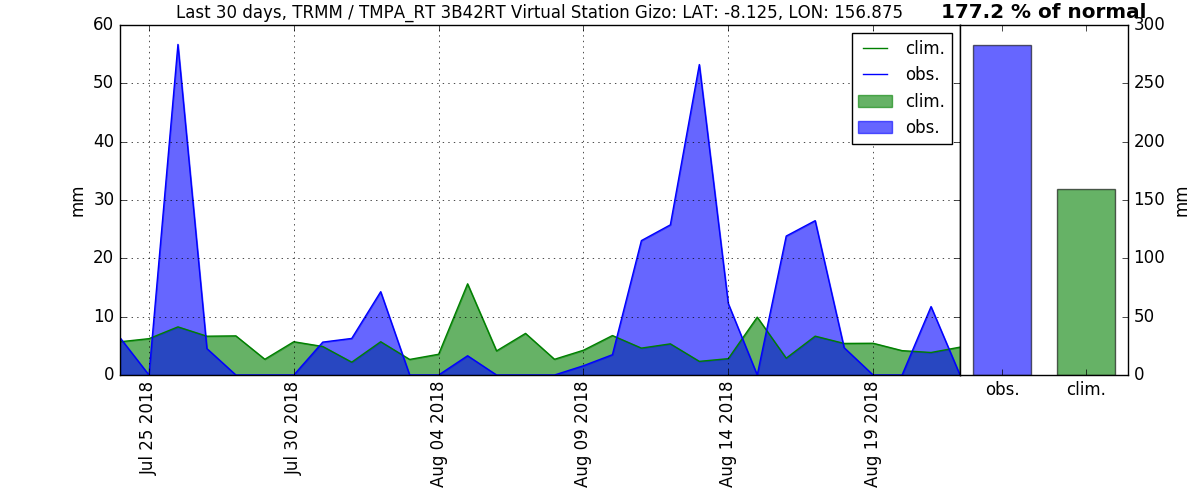 Last 30 days, TRMM / TMPA_RT 3B42RT Virtual Station Gizo: LAT: -8.125, LON: 156.875
177.2 % of normal
60
50
40
30
20
10
0
mm
clim.
obs.
clim.
obs.
300
250
200
150
100
50
0
mm
obs.
clim.
Jul 25 2018
Jul 30 2018
Aug 04 2018
Aug 09 2018
Aug 14 2018
Aug 19 2018